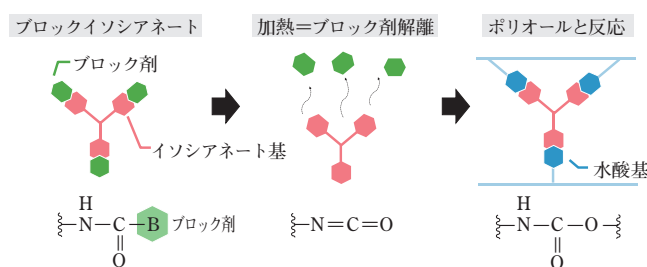 ブロックイソシアネート
加熱＝ブロック剤解離
ポリオールと反応
ブロック剤
イソシアネート基
水酸基
H
N C B ブロック剤
O
N=C=O
H
N C O
O